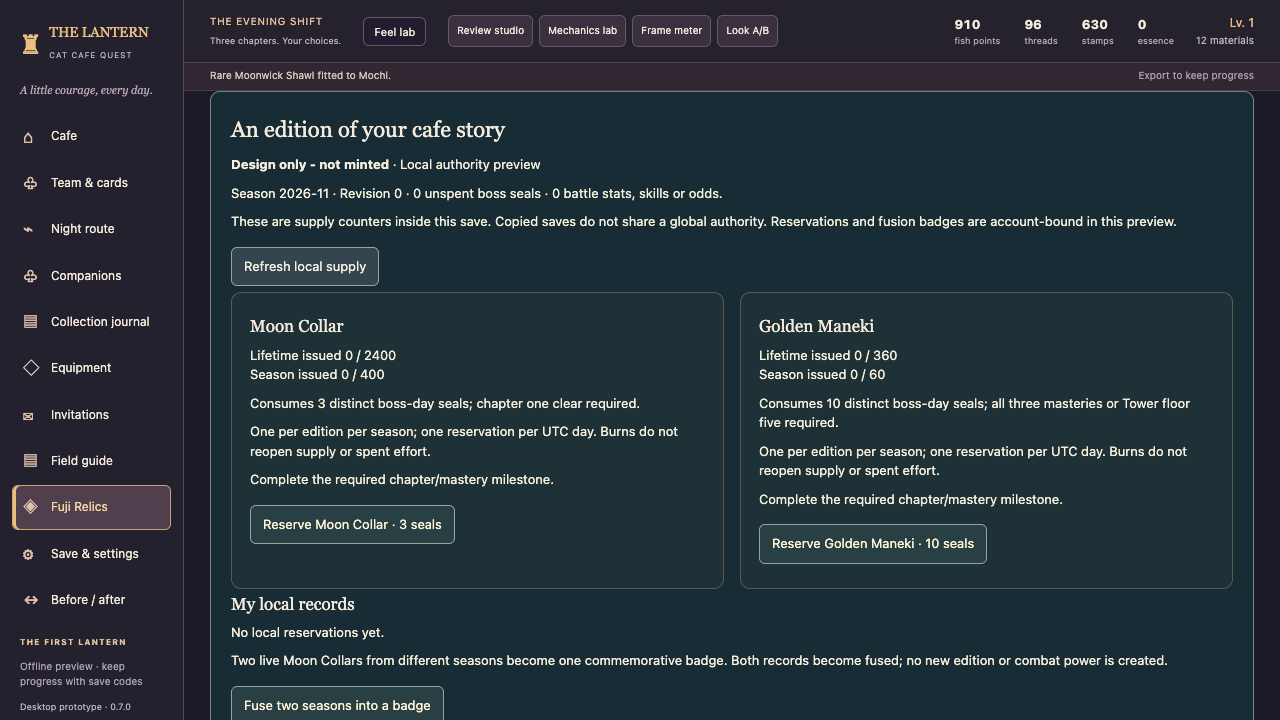 THE LANTERN
CAT CAFE QUEST
A little courage, every day.
Cafe
Team & cards
Night route
Companions
Collection journal
Equipment
Invitations
Field guide
Fuji Relics
Save & settings
Before / after
THE FIRST LANTERN
Offline preview · keep
progress with save codes
Desktop prototype · 0.7.0
THE EVENING SHIFT
Three chapters. Your choices.
Feel lab
Review studio
Mechanics lab
Frame meter
Look A/B
910
fish points
96
threads
630
stamps
0
essence
Lv. 1
12 materials
Rare Moonwick Shawl fitted to Mochi.
Export to keep progress
An edition of your cafe story
Design only - not minted · Local authority preview
Season 2026-11 · Revision 0 · 0 unspent boss seals · 0 battle stats, skills or odds.
These are supply counters inside this save. Copied saves do not share a global authority. Reservations and fusion badges are account-bound in this preview.
Refresh local supply
Moon Collar
Lifetime issued 0 / 2400
Season issued 0 / 400
Consumes 3 distinct boss-day seals; chapter one clear required.
One per edition per season; one reservation per UTC day. Burns do not
reopen supply or spent effort.
Complete the required chapter/mastery milestone.
Reserve Moon Collar · 3 seals
Golden Maneki
Lifetime issued 0 / 360
Season issued 0 / 60
Consumes 10 distinct boss-day seals; all three masteries or Tower floor
five required.
One per edition per season; one reservation per UTC day. Burns do not
reopen supply or spent effort.
Complete the required chapter/mastery milestone.
Reserve Golden Maneki · 10 seals
My local records
No local reservations yet.
Two live Moon Collars from different seasons become one commemorative badge. Both records become fused; no new edition or combat power is created.
Fuse two seasons into a badge